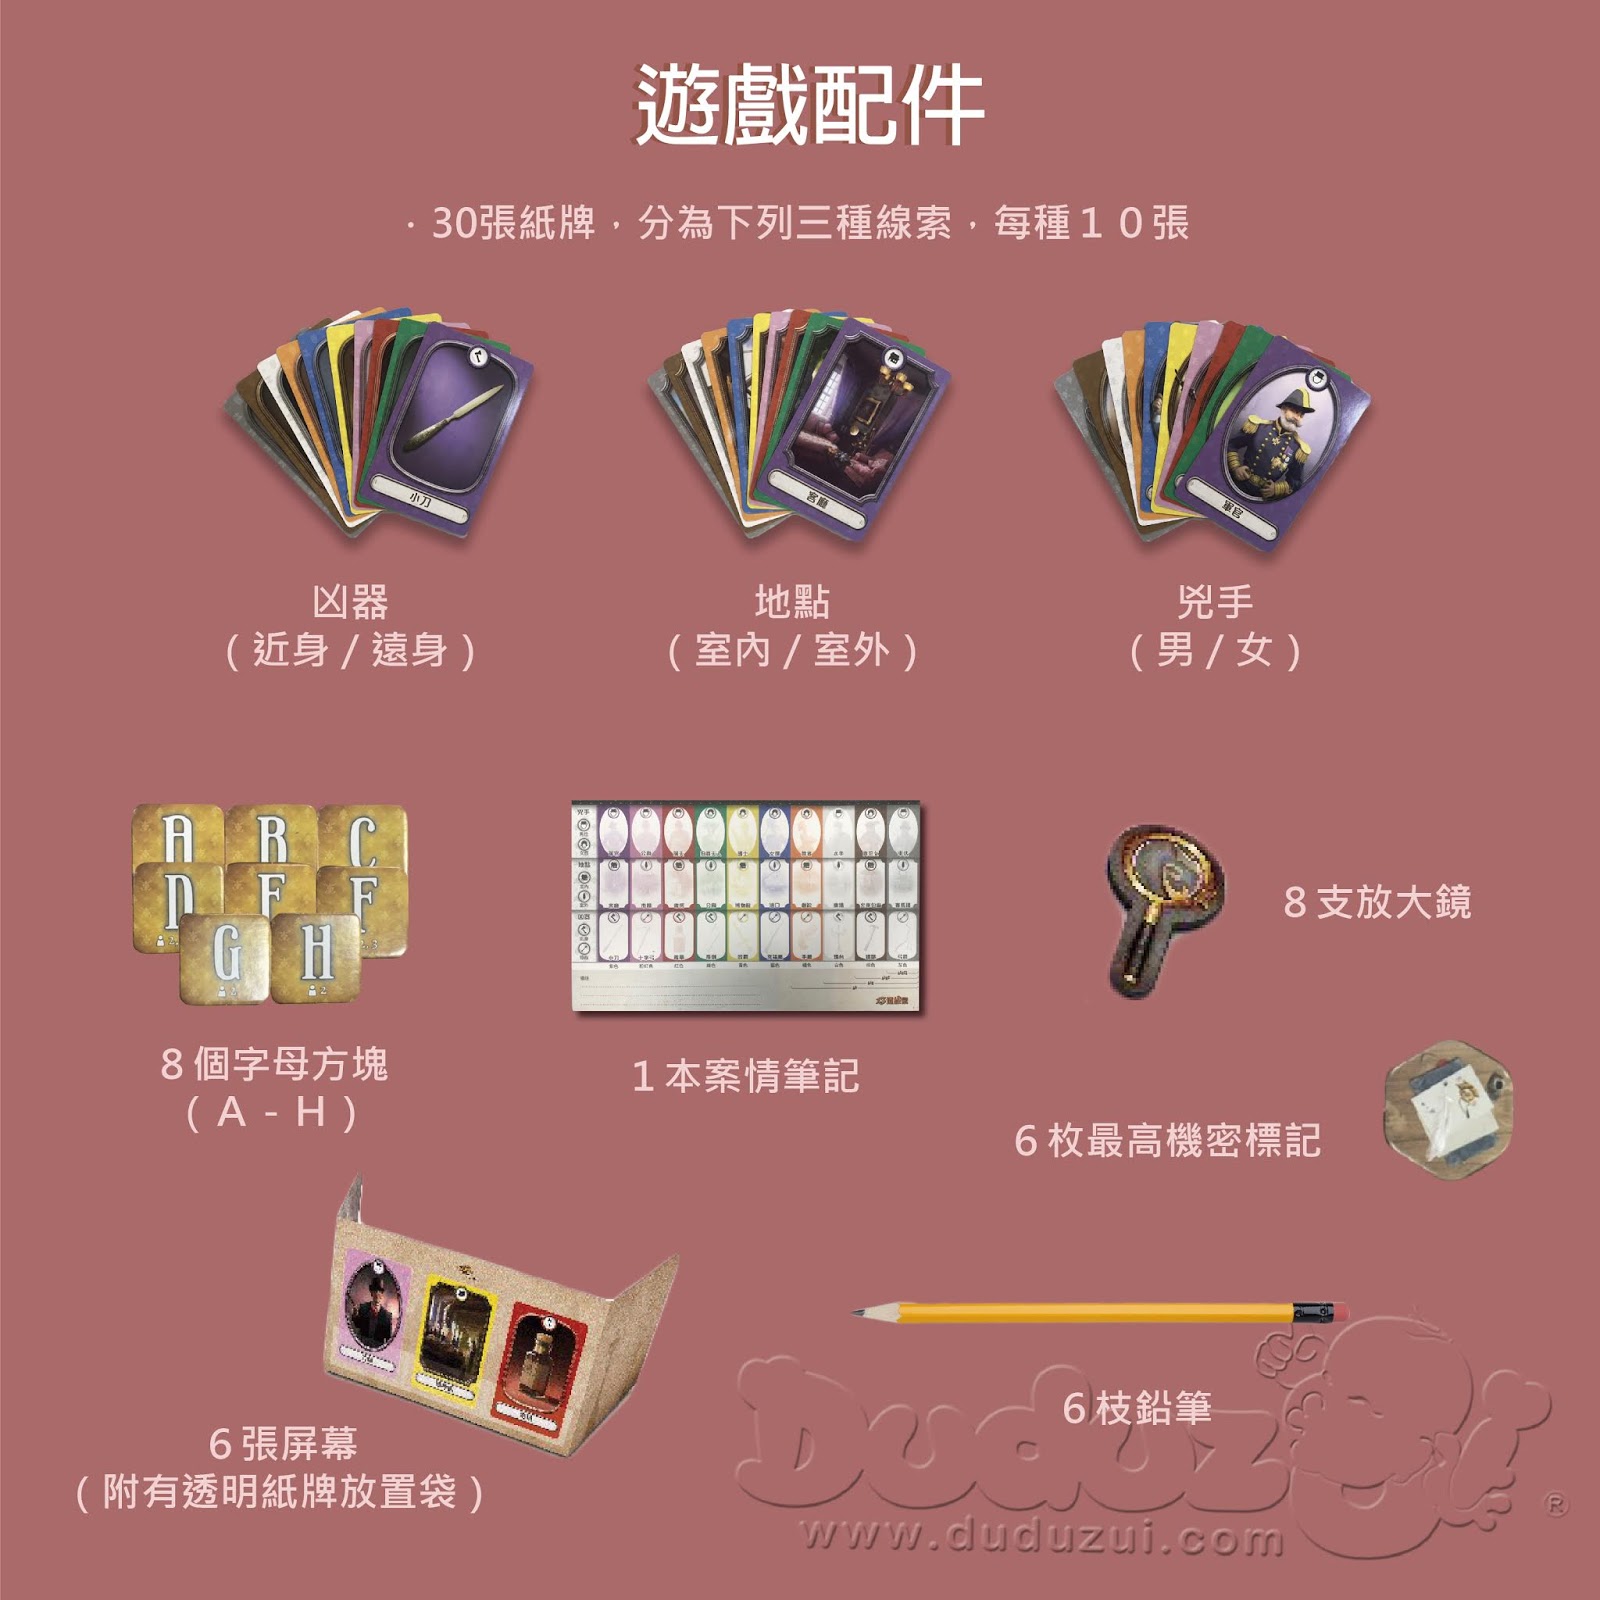 遊戲配件
．30張紙牌，分為下列三種線索，每種１０張
小刀
客廳
軍官
凶器
（近身／遠身）
地點
（室內／室外）
兇手
（男／女）
A B C
D E F
G H
2
2
8個字母方塊
（A－H）
1本案情筆記
8支放大鏡
6枚最高機密標記
6張屏幕
（附有透明紙牌放置袋）
6枝鉛筆
Duduzui ®
www.duduzui.com